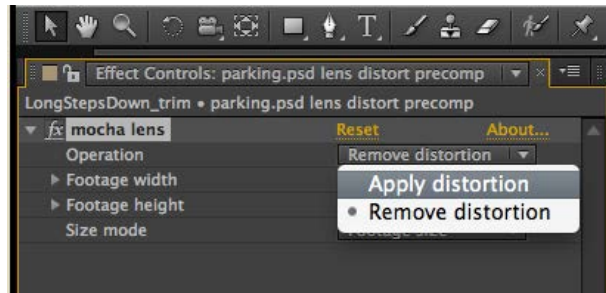 Effect Controls: parking.psd lens distort precomp
LongStepsDown_trim • parking.psd lens distort precomp
fx mocha lens Reset About...
Operation Remove distortion
Footage width Apply distortion
Footage height • Remove distortion
Size mode